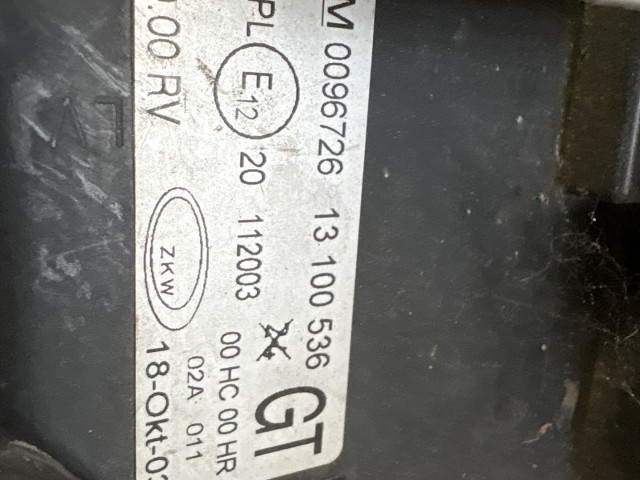 M 0096726 13 100 536 GT
PL E12 20 112003
00 HC 00 HR
02A 011
.00 RV zkw 18-Okt-03